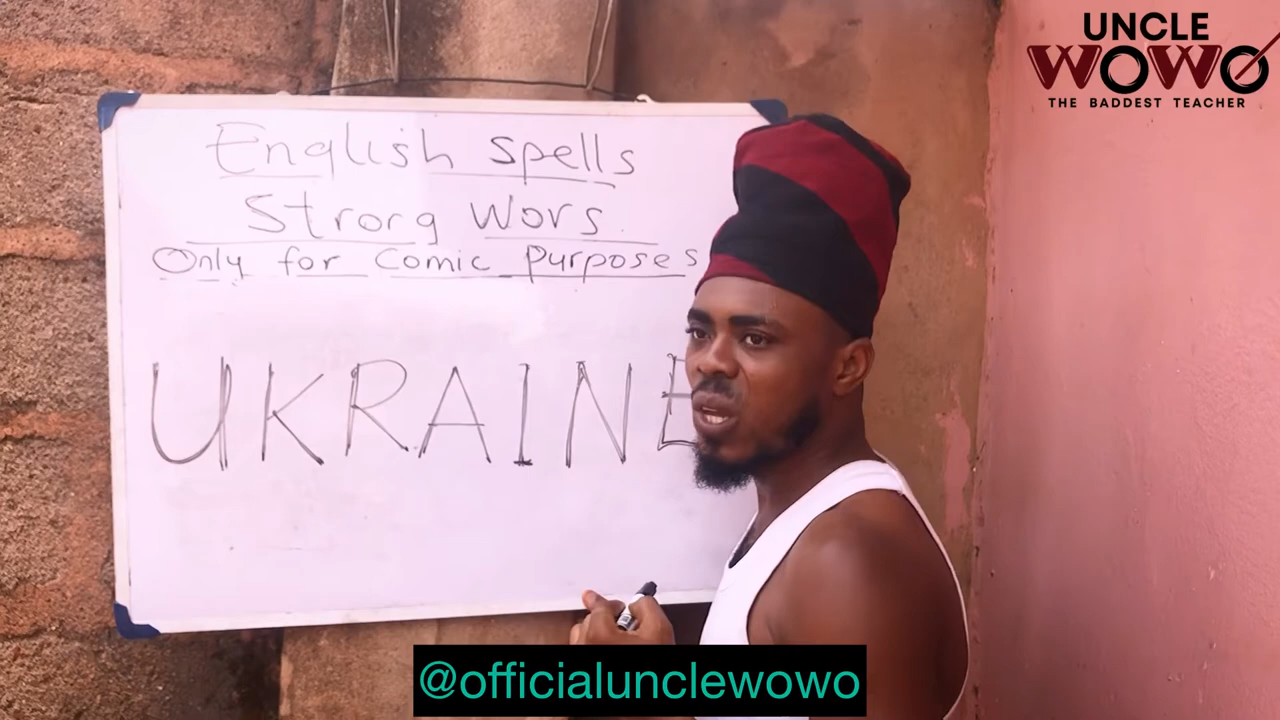 UNCLE
WOWO
THE BADDEST TEACHER
English spells
Strorg Wors.
Only for Comic Purposes
UKRAINE
@officialunclewowo